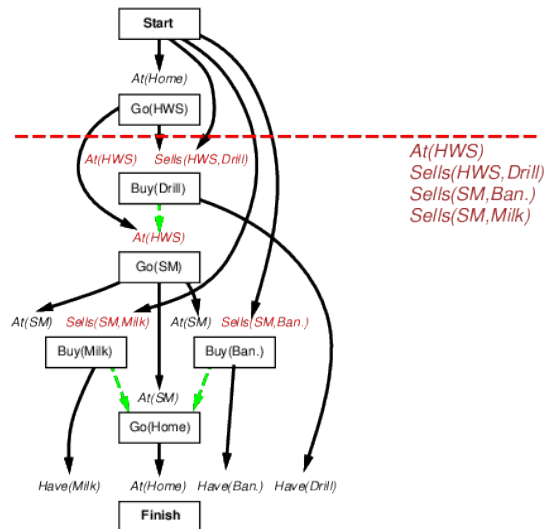 Start
At(Home)
Go(HWS)
At(HWS) Sells(HWS,Drill)
At(HWS)
Sells(HWS,Drill)
Sells(SM,Ban.)
Sells(SM,Milk)
Buy(Drill)
At(HWS)
Go(SM)
At(SM) Sells(SM,Milk) At(SM) Sells(SM,Ban.)
Buy(Milk) Buy(Ban.)
At(SM)
Go(Home)
Have(Milk) At(Home) Have(Ban.) Have(Drill)
Finish